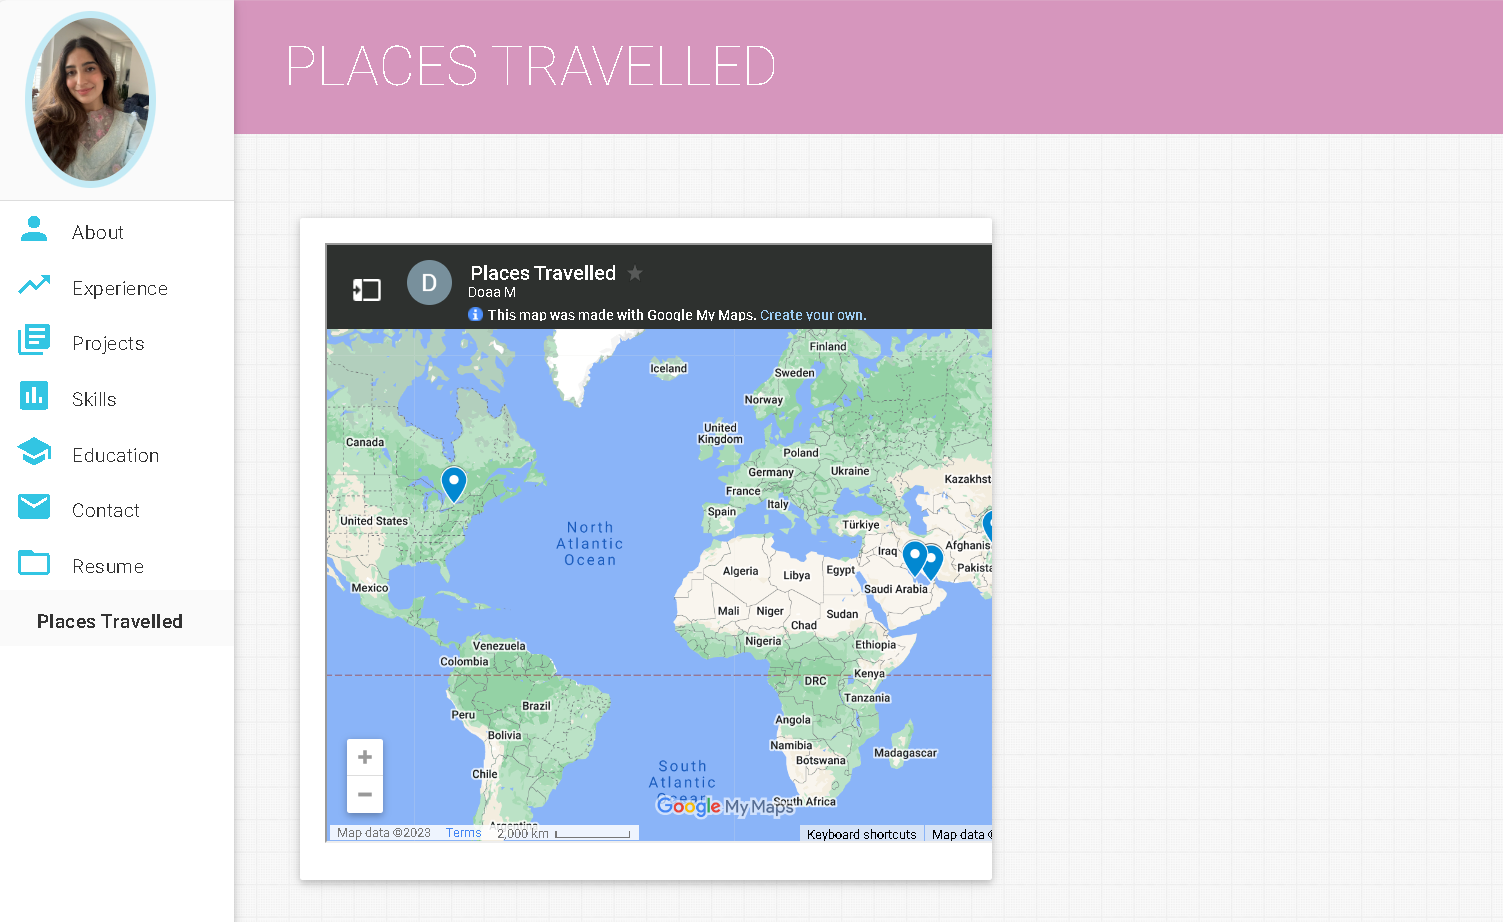 PLACES TRAVELLED
About
Experience
Projects
Skills
Education
Contact
Resume
Places Travelled
D
Places Travelled
Doaa M
This map was made with Google My Maps. Create your own.
Finland
Iceland
Sweden
Norway
United
Kingdom
Canada
Poland
Germany
Ukraine
Kazakhst
France
Italy
Spain
United States
North
Atlantic
Ocean
Türkiye
Iraq
Afghanis
Pakista
Algeria
Libya
Egypt
Saudi Arabia
Mexico
Mali
Niger
Sudan
Chad
Nigeria
Ethiopia
Venezuela
Colombia
Kenya
DRC
Tanzania
Brazil
Peru
Angola
Bolivia
Namibia
Madagascar
Botswana
South
Atlantic
Ocean
Chile
South Africa
Google My Maps
Argentina
Map data ©2023 Terms 2,000 km
Keyboard shortcuts Map data ©